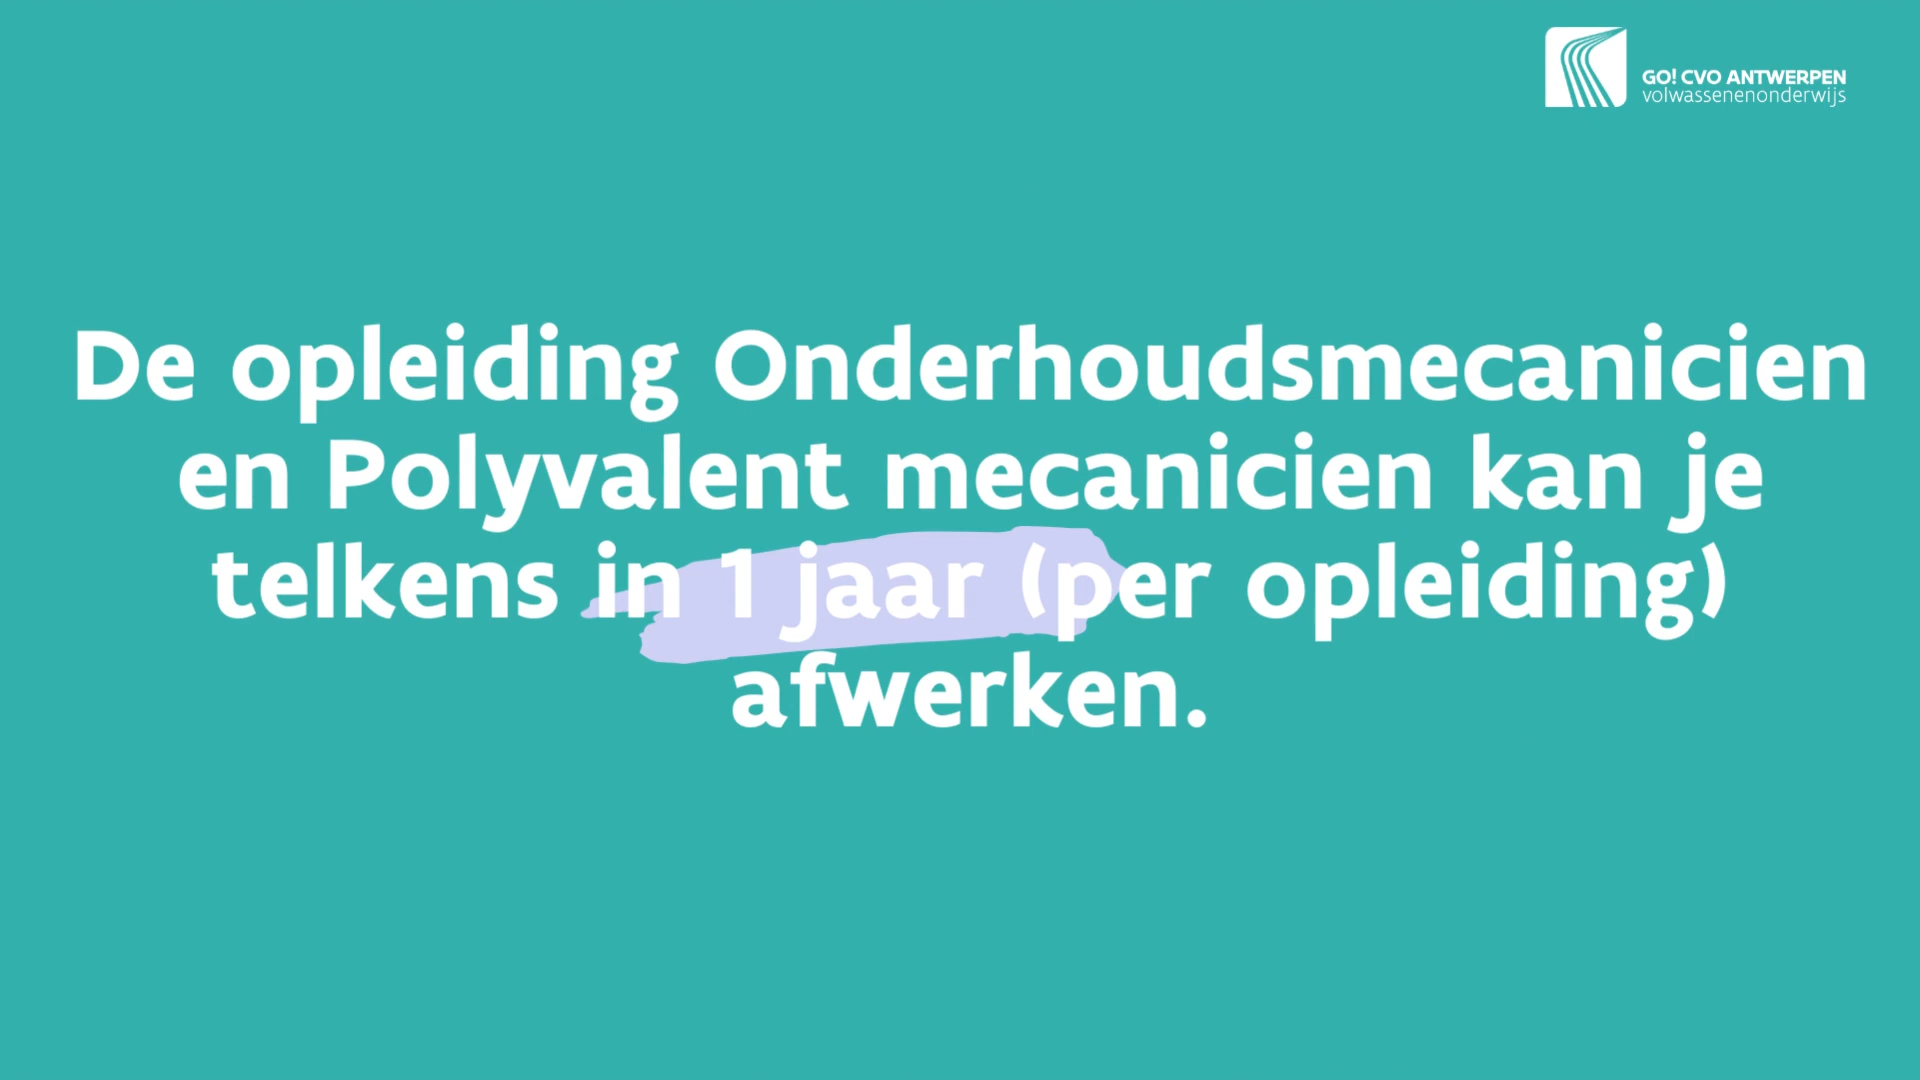 GO! CVO ANTWERPEN
volwassenenonderwijs
De opleiding Onderhoudsmecanicien
en Polyvalent mecanicien kan je
telkens in 1 jaar (per opleiding)
afwerken.